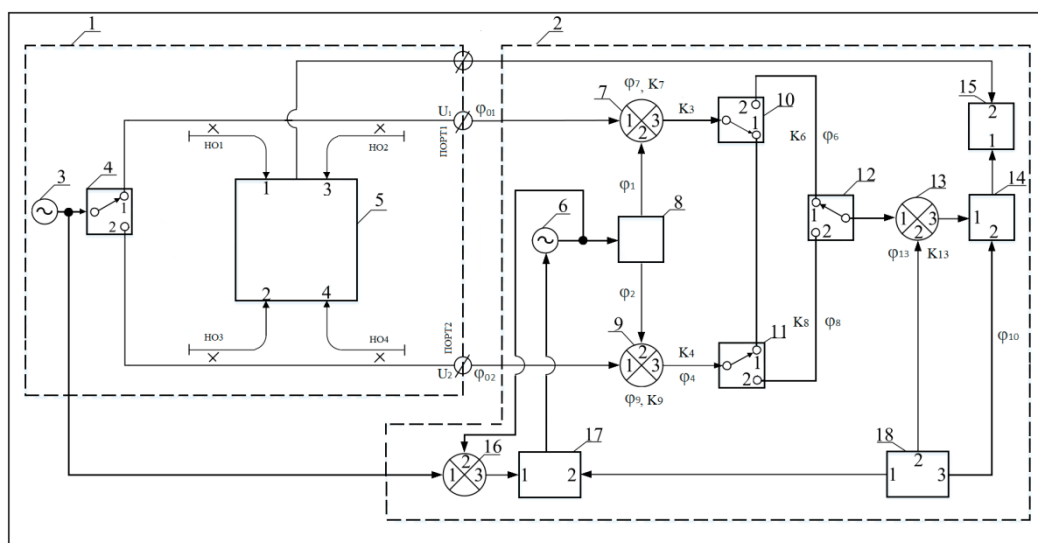 1
2
15
2
1
U₁
φ₀₁
ПОРТ1
φ₇, K₇
7
1
3
2
K₃
2
1
10
K₆
φ₆
НО1
НО2
4
3
1
2
1
3
5
2
4
φ₁
6
8
12
1
2
13
1
3
2
φ₁₃
K₁₃
14
1
2
φ₂
НО3
НО4
ПОРТ2
U₂
φ₀₂
9
2
1
3
K₄
φ₄
φ₉, K₉
11
1
2
K₈
φ₈
φ₁₀
16
2
1
3
17
1
2
18
2
1
3